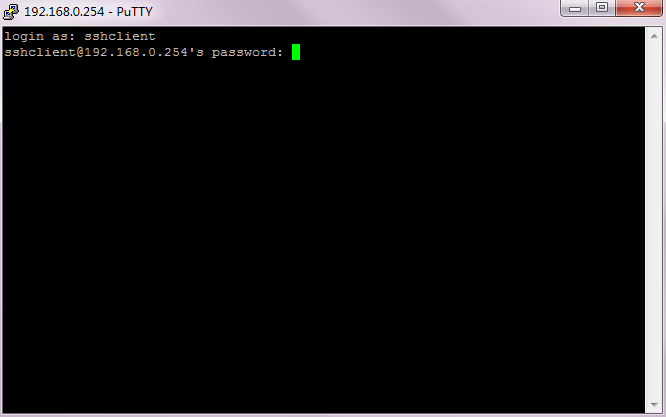 192.168.0.254 - PuTTY
login as: sshclient
sshclient@192.168.0.254's password: